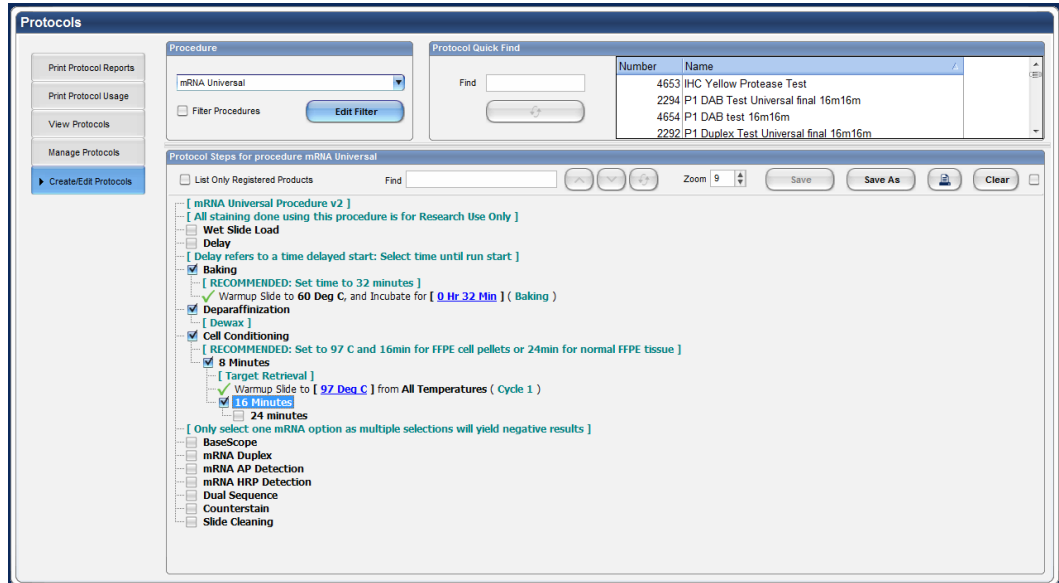 Protocols
Print Protocol Reports
Print Protocol Usage
View Protocols
Manage Protocols
Create/Edit Protocols
Procedure
mRNA Universal
Filter Procedures
Edit Filter
Protocol Quick Find
Find
Number Name
4653 IHC Yellow Protease Test
2294 P1 DAB Test Universal final 16m16m
4654 P1 DAB test 16m16m
2292 P1 Duplex Test Universal final 16m16m
Protocol Steps for procedure mRNA Universal
List Only Registered Products Find Zoom 9 Save Save As Clear
[ mRNA Universal Procedure v2 ]
[ All staining done using this procedure is for Research Use Only ]
Wet Slide Load
Delay
[ Delay refers to a time delayed start: Select time until run start ]
Baking
[ RECOMMENDED: Set time to 32 minutes ]
Warmup Slide to 60 Deg C, and Incubate for [ 0 Hr 32 Min ] ( Baking )
Deparaffinization
[ Dewax ]
Cell Conditioning
[ RECOMMENDED: Set to 97 C and 16min for FFPE cell pellets or 24min for normal FFPE tissue ]
8 Minutes
[ Target Retrieval ]
Warmup Slide to [ 97 Deg C ] from All Temperatures ( Cycle 1 )
16 Minutes
24 minutes
[ Only select one mRNA option as multiple selections will yield negative results ]
BaseScope
mRNA Duplex
mRNA AP Detection
mRNA HRP Detection
Dual Sequence
Counterstain
Slide Cleaning